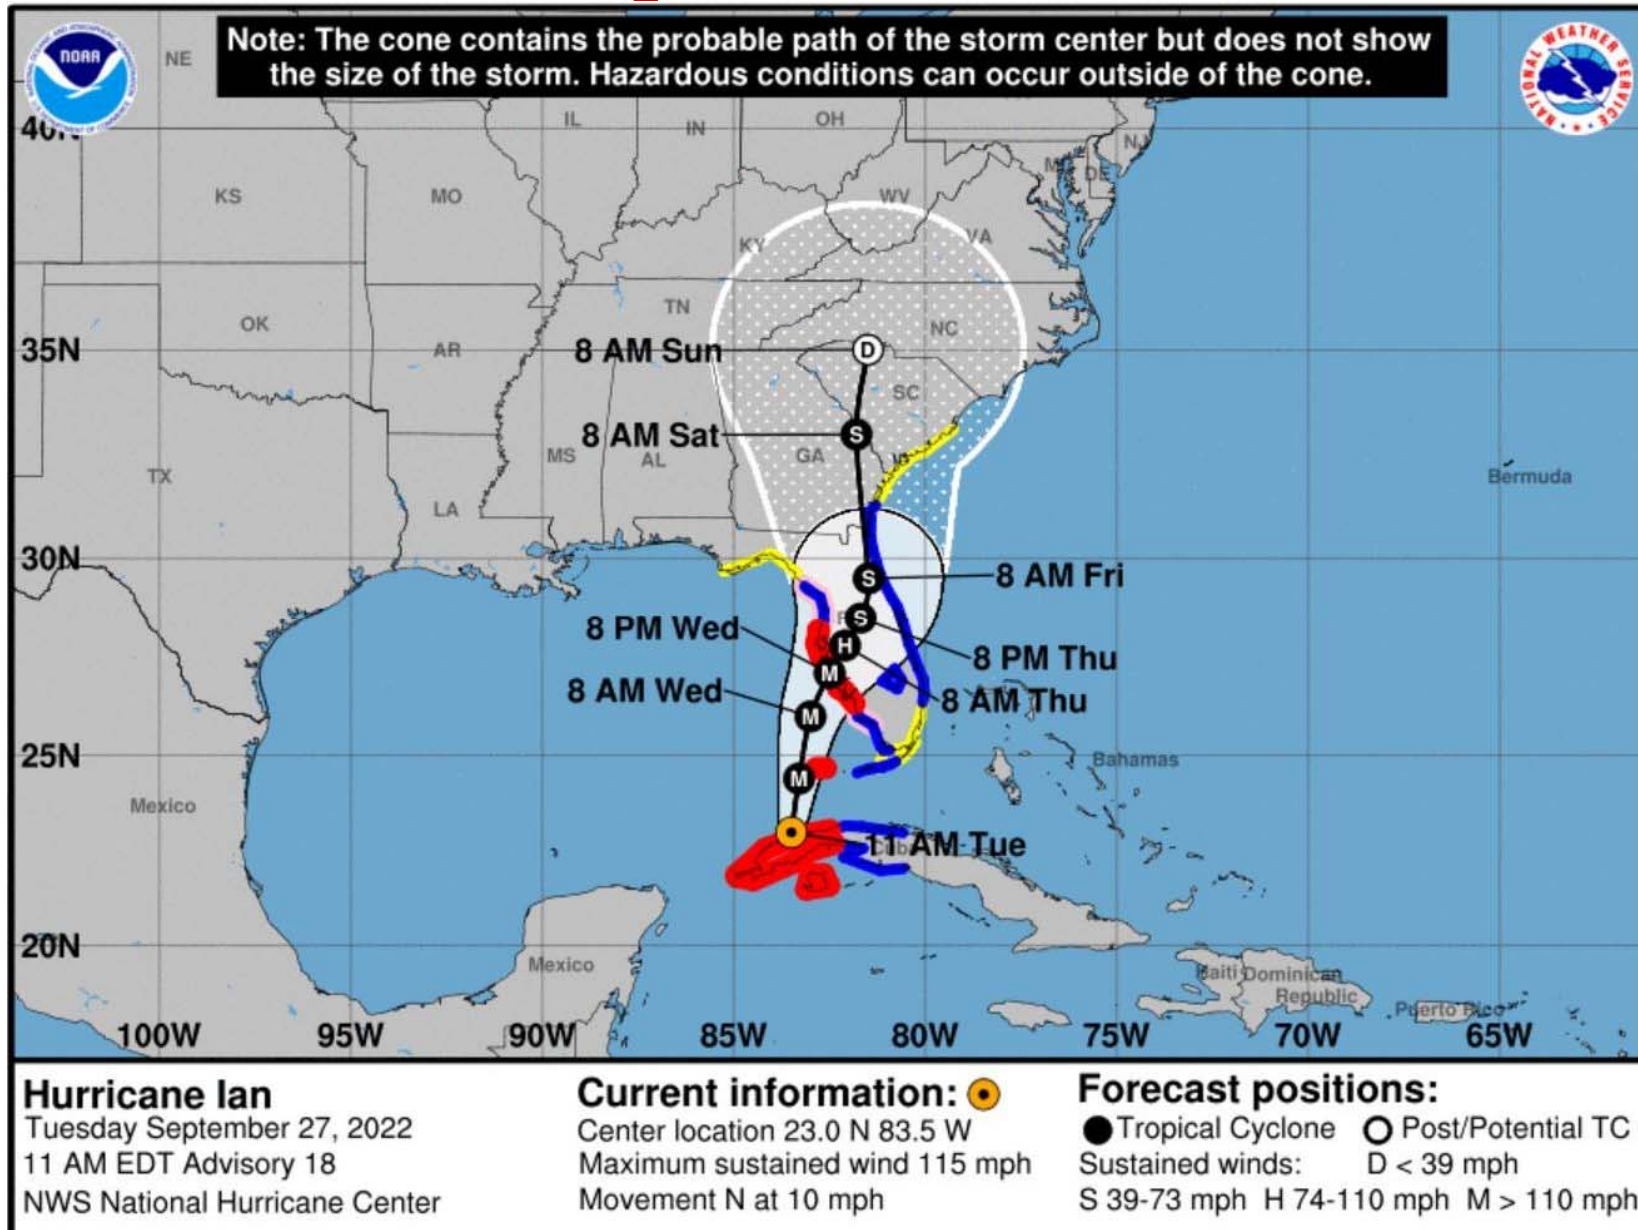 Note: The cone contains the probable path of the storm center but does not show
the size of the storm. Hazardous conditions can occur outside of the cone.
NOAA
NATIONAL WEATHER SERVICE
NE
IL
IN
OH
NJ
40N
DE
KS
MO
WV
KY
VA
TN
OK
NC
AR
35N
8 AM Sun
D
SC
8 AM Sat
S
MS
AL
GA
TX
Bermuda
LA
30N
S
8 AM Fri
8 PM Wed
S
H
8 PM Thu
M
8 AM Wed
8 AM Thu
M
25N
Bahamas
M
Mexico
11 AM Tue
20N
Mexico
Haiti
Dominican
Republic
Puerto Rico
100W
95W
90W
85W
80W
75W
70W
65W
Hurricane Ian
Tuesday September 27, 2022
11 AM EDT Advisory 18
NWS National Hurricane Center
Current information:
Center location 23.0 N 83.5 W
Maximum sustained wind 115 mph
Movement N at 10 mph
Forecast positions:
Tropical Cyclone Post/Potential TC
Sustained winds: D < 39 mph
S 39-73 mph H 74-110 mph M > 110 mph